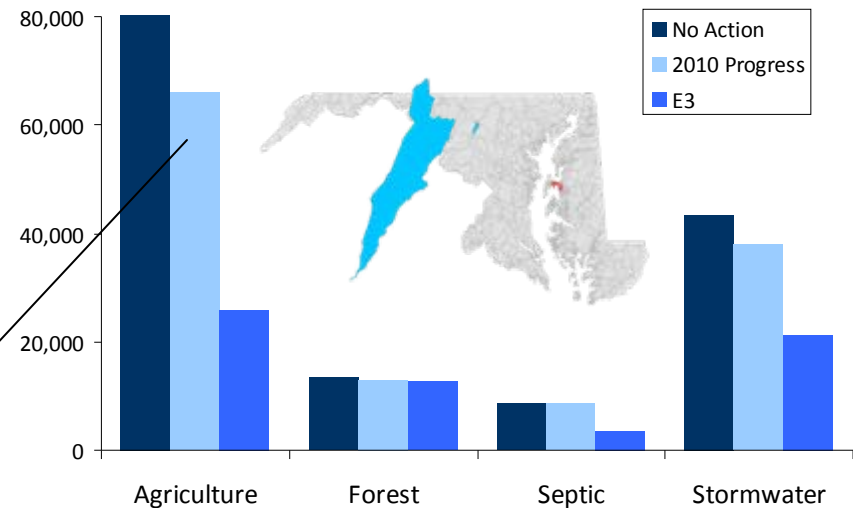 80,000
60,000
40,000
20,000
0
No Action
2010 Progress
E3
Agriculture Forest Septic Stormwater